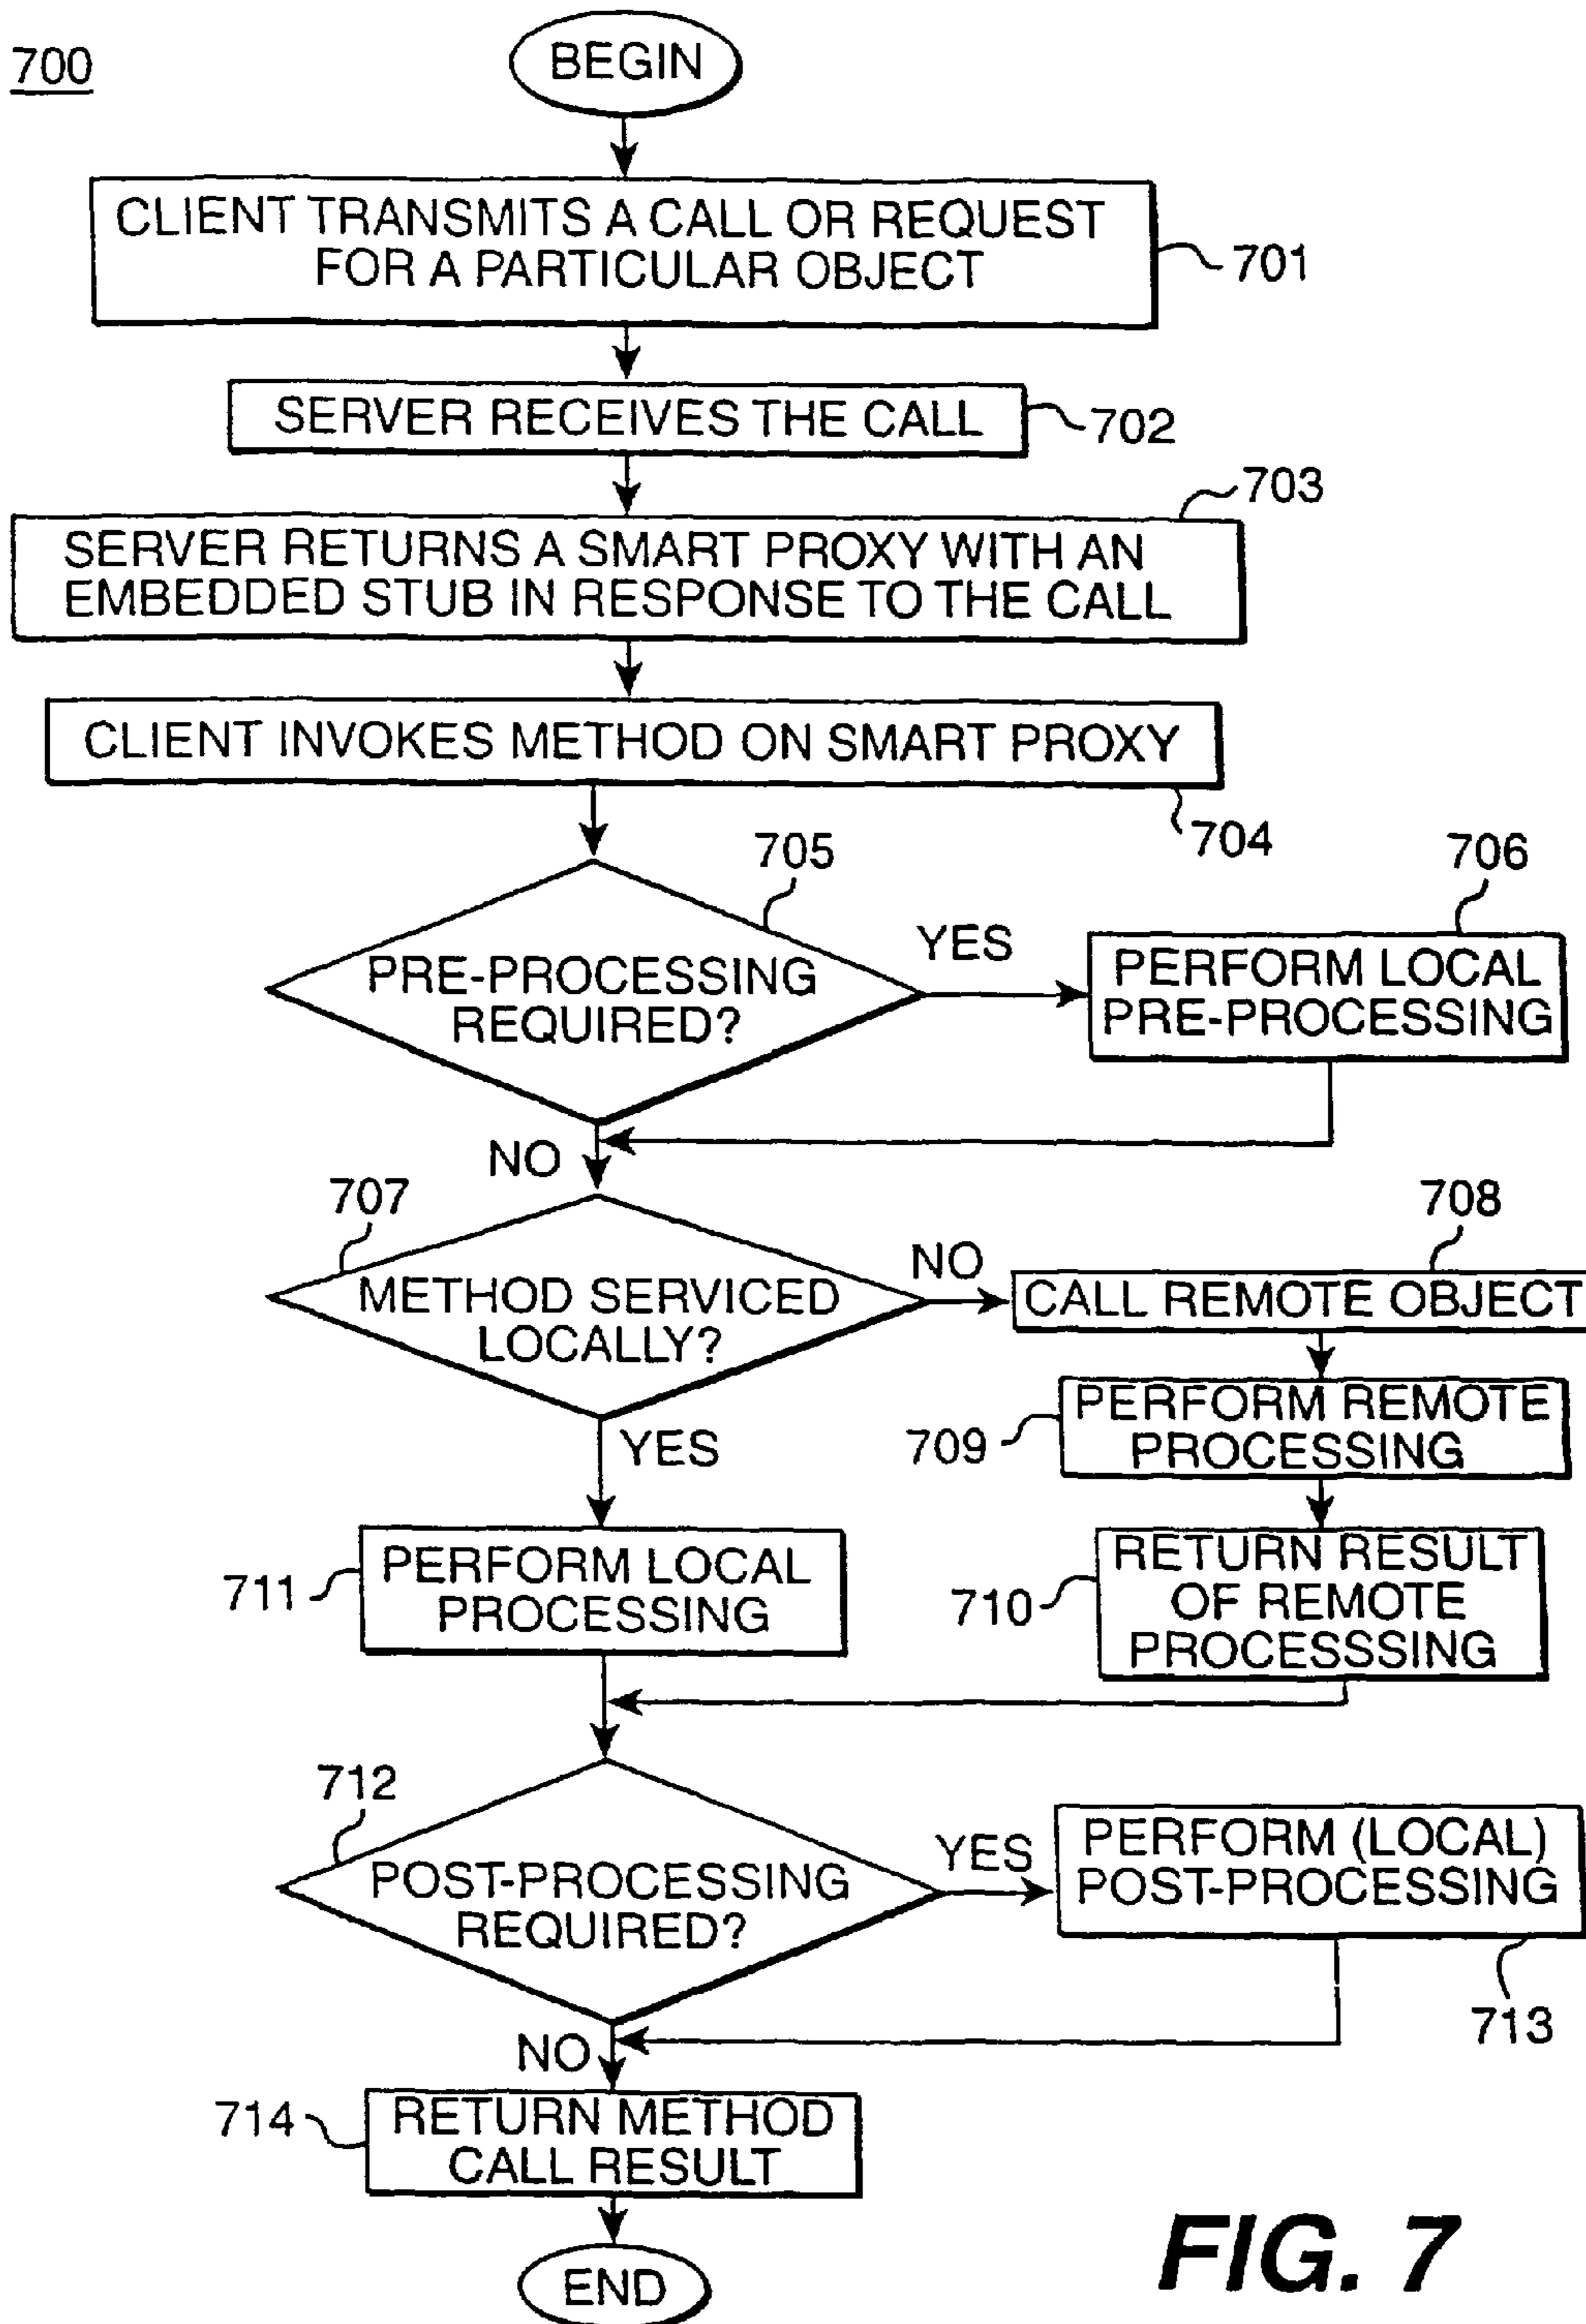 700
BEGIN
CLIENT TRANSMITS A CALL OR REQUEST
FOR A PARTICULAR OBJECT
701
SERVER RECEIVES THE CALL
702
703
SERVER RETURNS A SMART PROXY WITH AN
EMBEDDED STUB IN RESPONSE TO THE CALL
CLIENT INVOKES METHOD ON SMART PROXY
704
705
PRE-PROCESSING
REQUIRED?
YES
706
PERFORM LOCAL
PRE-PROCESSING
NO
707
METHOD SERVICED
LOCALLY?
NO
708
CALL REMOTE OBJECT
709
PERFORM REMOTE
PROCESSING
YES
711
PERFORM LOCAL
PROCESSING
710
RETURN RESULT
OF REMOTE
PROCESSSING
712
POST-PROCESSING
REQUIRED?
YES
PERFORM (LOCAL)
POST-PROCESSING
713
NO
714
RETURN METHOD
CALL RESULT
END
FIG. 7